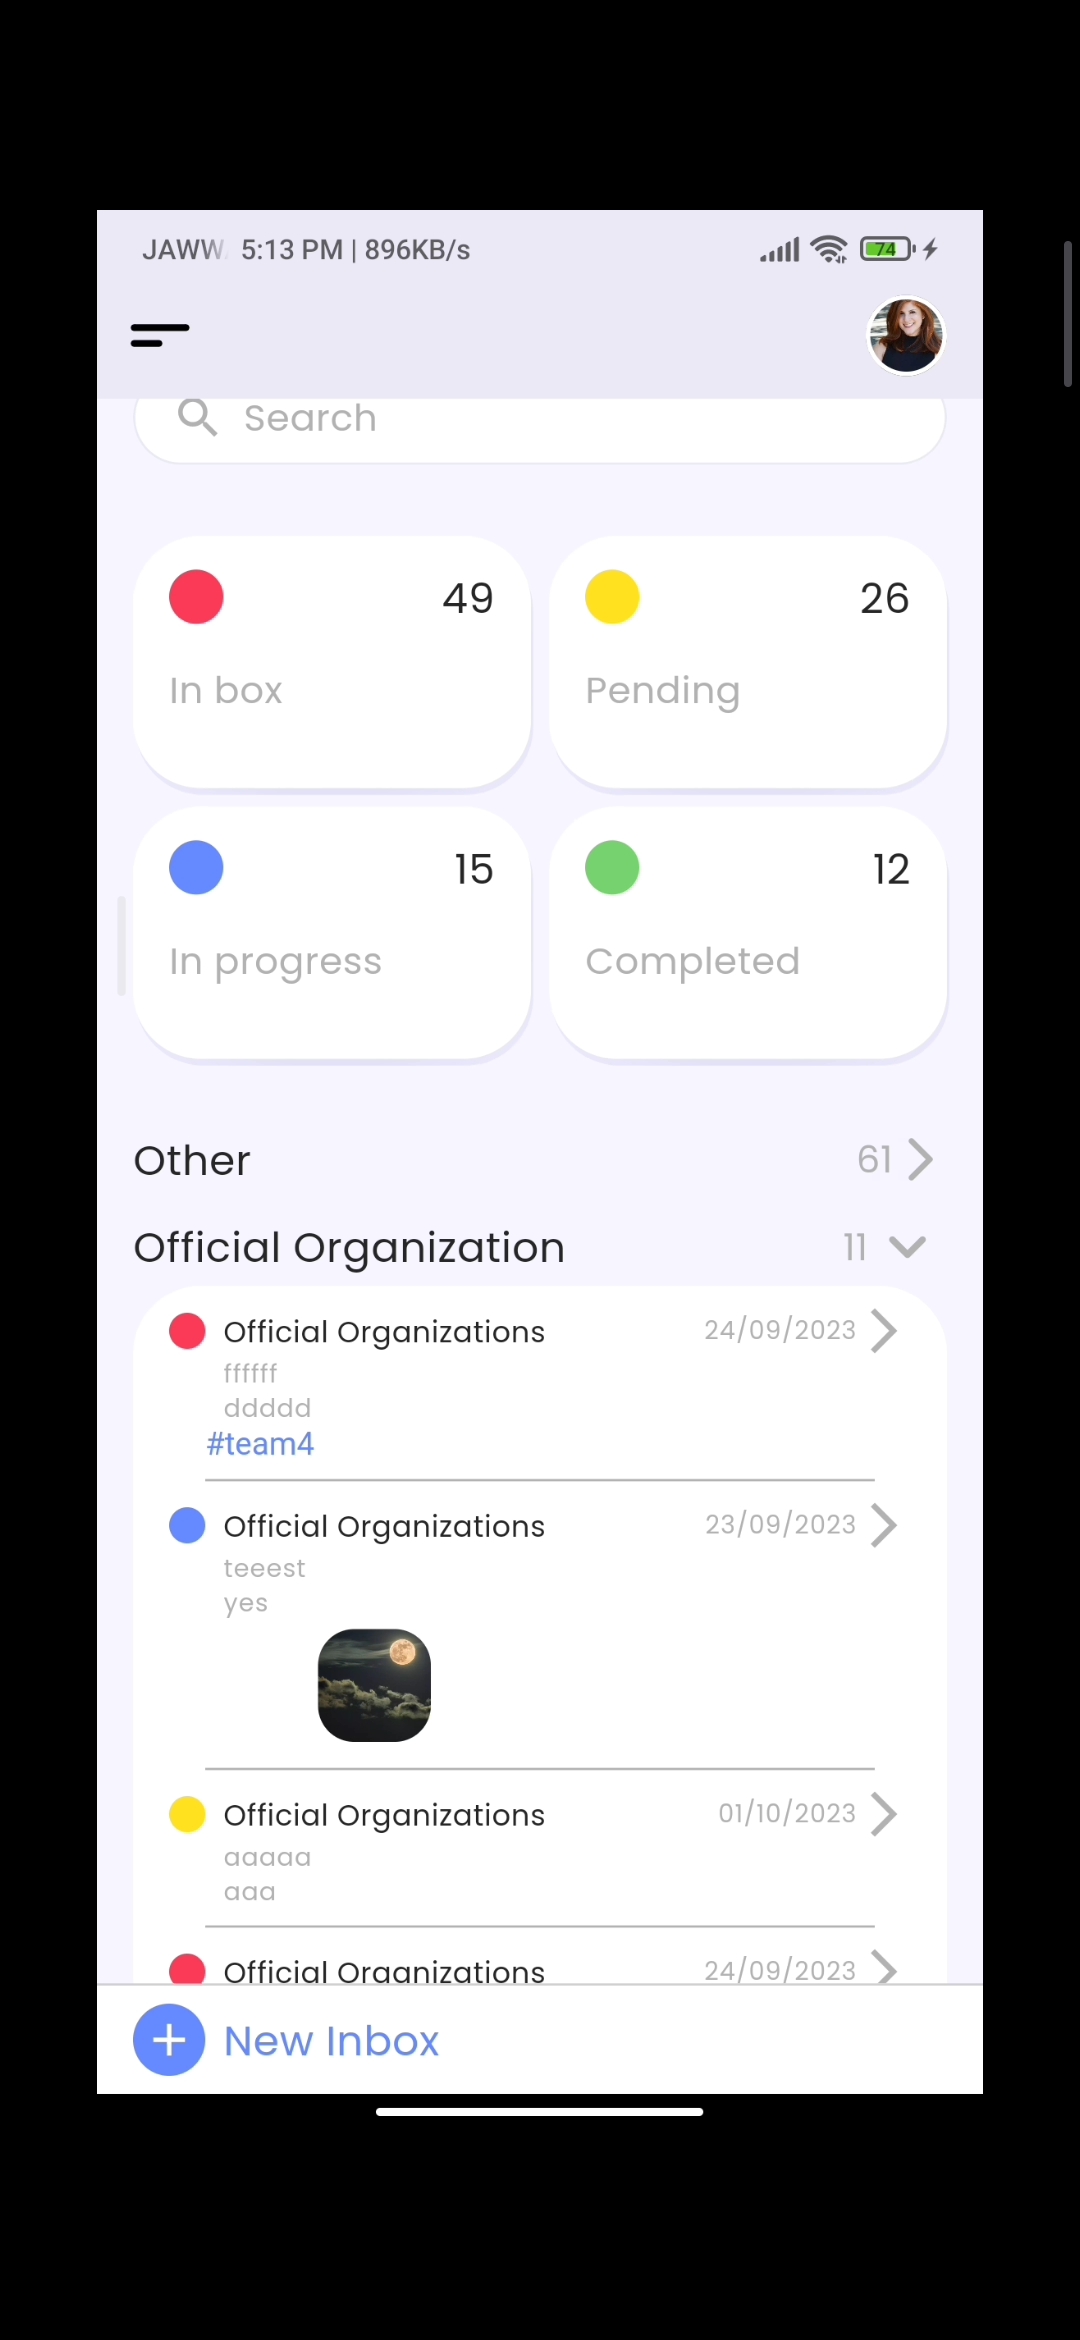 5:13 PM | 896KB/s
74
Search
49
26
In box
Pending
15
12
In progress
Completed
Other
61
Official Organization
11
Official Organizations
24/09/2023
ffffff
ddddd
#team4
Official Organizations
23/09/2023
teeest
yes
Official Organizations
01/10/2023
aaaaa
aaa
Official Organizations
24/09/2023
New Inbox